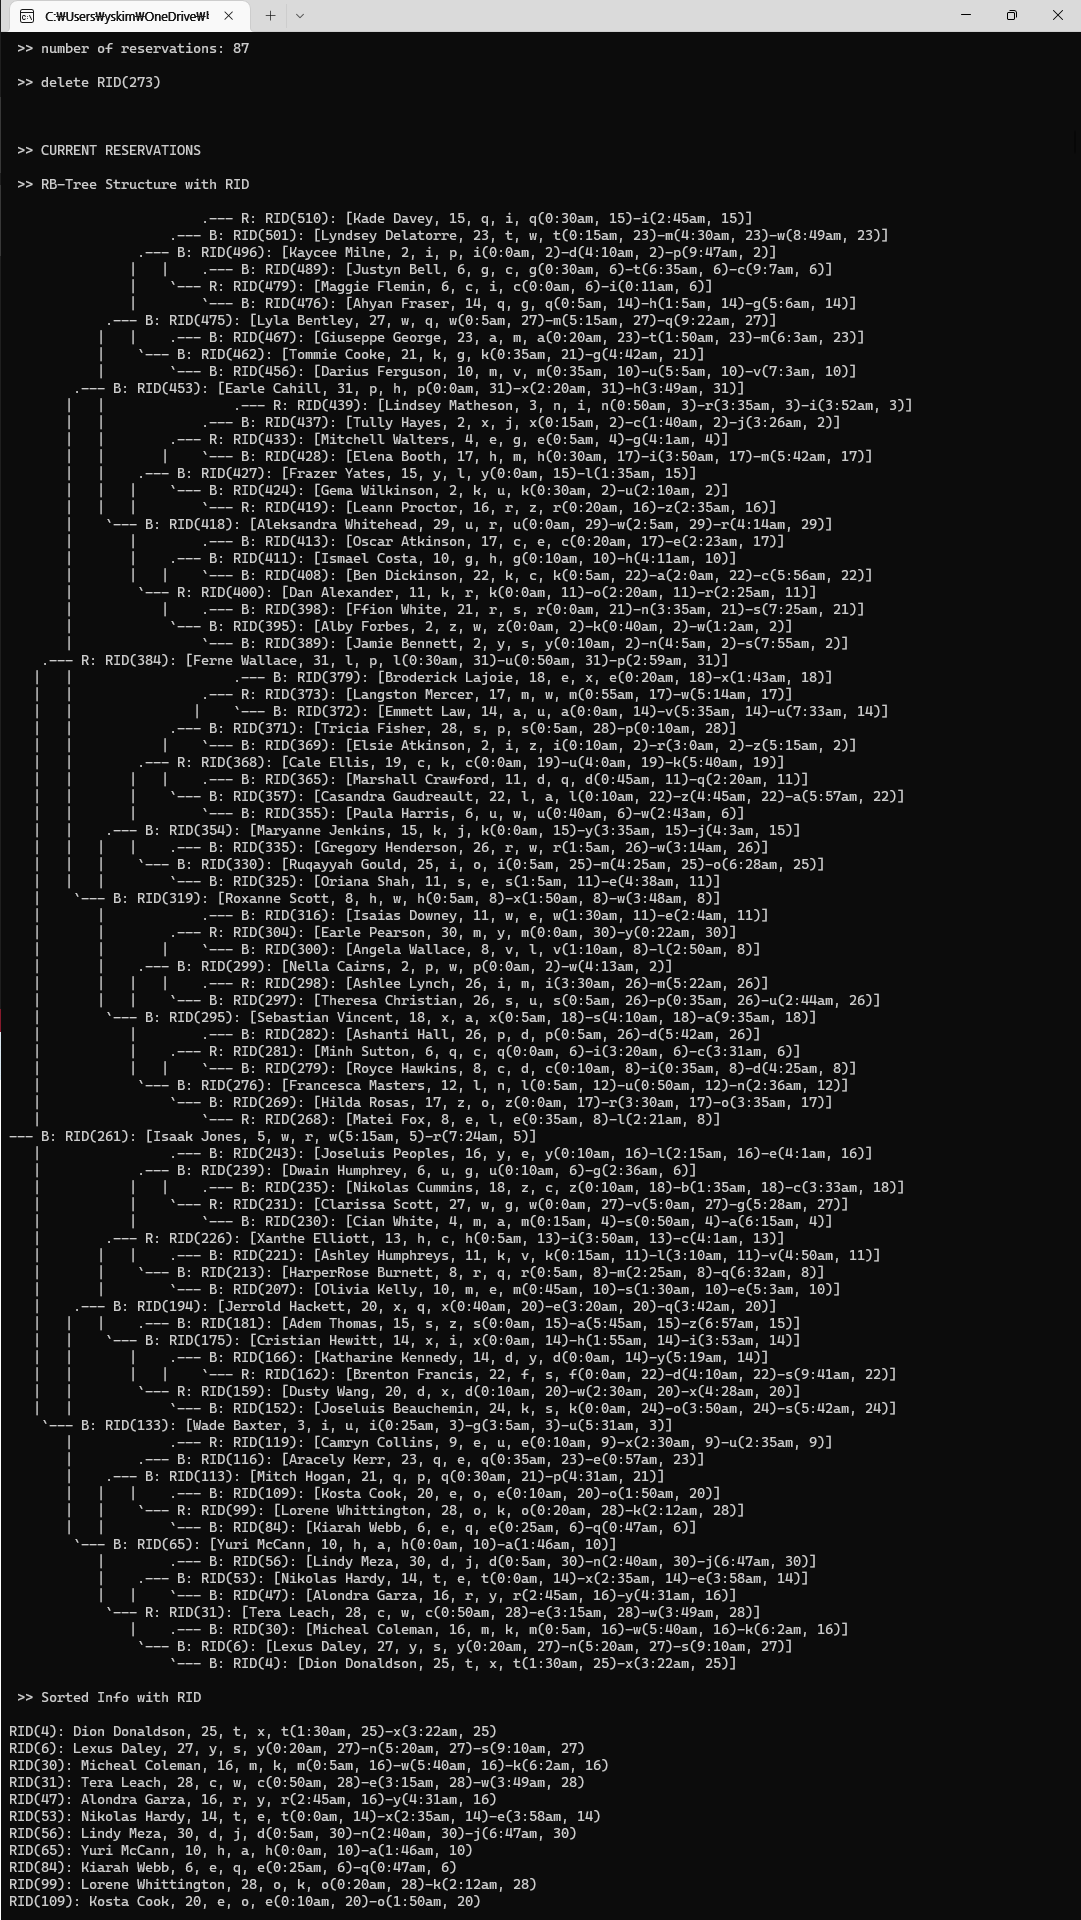 C:₩Users₩yskim₩OneDrive₩
>> number of reservations: 87
>> delete RID(273)
>> CURRENT RESERVATIONS
>> RB-Tree Structure with RID
.--- R: RID(510): [Kade Davey, 15, q, i, q(0:30am, 15)-i(2:45am, 15)]
.--- B: RID(501): [Lyndsey Delatorre, 23, t, w, t(0:15am, 23)-m(4:30am, 23)-w(8:49am, 23)]
.--- B: RID(496): [Kaycee Milne, 2, i, p, i(0:0am, 2)-d(4:10am, 2)-p(9:47am, 2)]
| | .--- B: RID(489): [Justyn Bell, 6, g, c, g(0:30am, 6)-t(6:35am, 6)-c(9:7am, 6)]
| `--- R: RID(479): [Maggie Flemin, 6, c, i, c(0:0am, 6)-i(0:11am, 6)]
| `--- B: RID(476): [Ahyan Fraser, 14, q, g, q(0:5am, 14)-h(1:5am, 14)-g(5:6am, 14)]
.--- B: RID(475): [Lyla Bentley, 27, w, q, w(0:5am, 27)-m(5:15am, 27)-q(9:22am, 27)]
| | .--- B: RID(467): [Giuseppe George, 23, a, m, a(0:20am, 23)-t(1:50am, 23)-m(6:3am, 23)]
| `--- B: RID(462): [Tommie Cooke, 21, k, g, k(0:35am, 21)-g(4:42am, 21)]
| `--- B: RID(456): [Darius Ferguson, 10, m, v, m(0:35am, 10)-u(5:5am, 10)-v(7:3am, 10)]
.--- B: RID(453): [Earle Cahill, 31, p, h, p(0:0am, 31)-x(2:20am, 31)-h(3:49am, 31)]
| | .--- R: RID(439): [Lindsey Matheson, 3, n, i, n(0:50am, 3)-r(3:35am, 3)-i(3:52am, 3)]
| | .--- B: RID(437): [Tully Hayes, 2, x, j, x(0:15am, 2)-c(1:40am, 2)-j(3:26am, 2)]
| | .--- R: RID(433): [Mitchell Walters, 4, e, g, e(0:5am, 4)-g(4:1am, 4)]
| | | `--- B: RID(428): [Elena Booth, 17, h, m, h(0:30am, 17)-i(3:50am, 17)-m(5:42am, 17)]
| | .--- B: RID(427): [Frazer Yates, 15, y, l, y(0:0am, 15)-l(1:35am, 15)]
| | | `--- B: RID(424): [Gema Wilkinson, 2, k, u, k(0:30am, 2)-u(2:10am, 2)]
| | | `--- R: RID(419): [Leann Proctor, 16, r, z, r(0:20am, 16)-z(2:35am, 16)]
| `--- B: RID(418): [Aleksandra Whitehead, 29, u, r, u(0:0am, 29)-w(2:5am, 29)-r(4:14am, 29)]
| | .--- B: RID(413): [Oscar Atkinson, 17, c, e, c(0:20am, 17)-e(2:23am, 17)]
| | .--- B: RID(411): [Ismael Costa, 10, g, h, g(0:10am, 10)-h(4:11am, 10)]
| | | `--- B: RID(408): [Ben Dickinson, 22, k, c, k(0:5am, 22)-a(2:0am, 22)-c(5:56am, 22)]
| `--- R: RID(400): [Dan Alexander, 11, k, r, k(0:0am, 11)-o(2:20am, 11)-r(2:25am, 11)]
| | .--- B: RID(398): [Ffion White, 21, r, s, r(0:0am, 21)-n(3:35am, 21)-s(7:25am, 21)]
| `--- B: RID(395): [Alby Forbes, 2, z, w, z(0:0am, 2)-k(0:40am, 2)-w(1:2am, 2)]
| `--- B: RID(389): [Jamie Bennett, 2, y, s, y(0:10am, 2)-n(4:5am, 2)-s(7:55am, 2)]
.--- R: RID(384): [Ferne Wallace, 31, l, p, l(0:30am, 31)-u(0:50am, 31)-p(2:59am, 31)]
| | .--- B: RID(379): [Broderick Lajoie, 18, e, x, e(0:20am, 18)-x(1:43am, 18)]
| | .--- R: RID(373): [Langston Mercer, 17, m, w, m(0:55am, 17)-w(5:14am, 17)]
| | | `--- B: RID(372): [Emmett Law, 14, a, u, a(0:0am, 14)-v(5:35am, 14)-u(7:33am, 14)]
| | .--- B: RID(371): [Tricia Fisher, 28, s, p, s(0:5am, 28)-p(0:10am, 28)]
| | | `--- B: RID(369): [Elsie Atkinson, 2, i, z, i(0:10am, 2)-r(3:0am, 2)-z(5:15am, 2)]
| | .--- R: RID(368): [Cale Ellis, 19, c, k, c(0:0am, 19)-u(4:0am, 19)-k(5:40am, 19)]
| | | | .--- B: RID(365): [Marshall Crawford, 11, d, q, d(0:45am, 11)-q(2:20am, 11)]
| | | `--- B: RID(357): [Casandra Gaudreault, 22, l, a, l(0:10am, 22)-z(4:45am, 22)-a(5:57am, 22)]
| | | `--- B: RID(355): [Paula Harris, 6, u, w, u(0:40am, 6)-w(2:43am, 6)]
| | .--- B: RID(354): [Maryanne Jenkins, 15, k, j, k(0:0am, 15)-y(3:35am, 15)-j(4:3am, 15)]
| | | | .--- B: RID(335): [Gregory Henderson, 26, r, w, r(1:5am, 26)-w(3:14am, 26)]
| | | `--- B: RID(330): [Ruqayyah Gould, 25, i, o, i(0:5am, 25)-m(4:25am, 25)-o(6:28am, 25)]
| | | `--- B: RID(325): [Oriana Shah, 11, s, e, s(1:5am, 11)-e(4:38am, 11)]
| `--- B: RID(319): [Roxanne Scott, 8, h, w, h(0:5am, 8)-x(1:50am, 8)-w(3:48am, 8)]
| | .--- B: RID(316): [Isaias Downey, 11, w, e, w(1:30am, 11)-e(2:4am, 11)]
| | .--- R: RID(304): [Earle Pearson, 30, m, y, m(0:0am, 30)-y(0:22am, 30)]
| | | `--- B: RID(300): [Angela Wallace, 8, v, l, v(1:10am, 8)-l(2:50am, 8)]
| | .--- B: RID(299): [Nella Cairns, 2, p, w, p(0:0am, 2)-w(4:13am, 2)]
| | | | `--- R: RID(298): [Ashlee Lynch, 26, i, m, i(3:30am, 26)-m(5:22am, 26)]
| | | `--- B: RID(297): [Theresa Christian, 26, s, u, s(0:5am, 26)-p(0:35am, 26)-u(2:44am, 26)]
| `--- B: RID(295): [Sebastian Vincent, 18, x, a, x(0:5am, 18)-s(4:10am, 18)-a(9:35am, 18)]
| | .--- B: RID(282): [Ashanti Hall, 26, p, d, p(0:5am, 26)-d(5:42am, 26)]
| | .--- R: RID(281): [Minh Sutton, 6, q, c, q(0:0am, 6)-i(3:20am, 6)-c(3:31am, 6)]
| | | `--- B: RID(279): [Royce Hawkins, 8, c, d, c(0:10am, 8)-i(0:35am, 8)-d(4:25am, 8)]
| `--- B: RID(276): [Francesca Masters, 12, l, n, l(0:5am, 12)-u(0:50am, 12)-n(2:36am, 12)]
| `--- B: RID(269): [Hilda Rosas, 17, z, o, z(0:0am, 17)-r(3:30am, 17)-o(3:35am, 17)]
| `--- R: RID(268): [Matei Fox, 8, e, l, e(0:35am, 8)-l(2:21am, 8)]
--- B: RID(261): [Isaak Jones, 5, w, r, w(5:15am, 5)-r(7:24am, 5)]
| .--- B: RID(243): [Joseluis Peoples, 16, y, e, y(0:10am, 16)-l(2:15am, 16)-e(4:1am, 16)]
| .--- B: RID(239): [Dwain Humphrey, 6, u, g, u(0:10am, 6)-g(2:36am, 6)]
| | | .--- B: RID(235): [Nikolas Cummins, 18, z, c, z(0:10am, 18)-b(1:35am, 18)-c(3:33am, 18)]
| | `--- R: RID(231): [Clarissa Scott, 27, w, g, w(0:0am, 27)-v(5:0am, 27)-g(5:28am, 27)]
| | `--- B: RID(230): [Cian White, 4, m, a, m(0:15am, 4)-s(0:50am, 4)-a(6:15am, 4)]
| .--- R: RID(226): [Xanthe Elliott, 13, h, c, h(0:5am, 13)-i(3:50am, 13)-c(4:1am, 13)]
| | | .--- B: RID(221): [Ashley Humphreys, 11, k, v, k(0:15am, 11)-l(3:10am, 11)-v(4:50am, 11)]
| | `--- B: RID(213): [HarperRose Burnett, 8, r, q, r(0:5am, 8)-m(2:25am, 8)-q(6:32am, 8)]
| | `--- B: RID(207): [Olivia Kelly, 10, m, e, m(0:45am, 10)-s(1:30am, 10)-e(5:3am, 10)]
| .--- B: RID(194): [Jerrold Hackett, 20, x, q, x(0:40am, 20)-e(3:20am, 20)-q(3:42am, 20)]
| | | .--- B: RID(181): [Adem Thomas, 15, s, z, s(0:0am, 15)-a(5:45am, 15)-z(6:57am, 15)]
| | `--- B: RID(175): [Cristian Hewitt, 14, x, i, x(0:0am, 14)-h(1:55am, 14)-i(3:53am, 14)]
| | | .--- B: RID(166): [Katharine Kennedy, 14, d, y, d(0:0am, 14)-y(5:19am, 14)]
| | | | `--- R: RID(162): [Brenton Francis, 22, f, s, f(0:0am, 22)-d(4:10am, 22)-s(9:41am, 22)]
| | `--- R: RID(159): [Dusty Wang, 20, d, x, d(0:10am, 20)-w(2:30am, 20)-x(4:28am, 20)]
| | `--- B: RID(152): [Joseluis Beauchemin, 24, k, s, k(0:0am, 24)-o(3:50am, 24)-s(5:42am, 24)]
`--- B: RID(133): [Wade Baxter, 3, i, u, i(0:25am, 3)-g(3:5am, 3)-u(5:31am, 3)]
| .--- R: RID(119): [Camryn Collins, 9, e, u, e(0:10am, 9)-x(2:30am, 9)-u(2:35am, 9)]
| .--- B: RID(116): [Aracely Kerr, 23, q, e, q(0:35am, 23)-e(0:57am, 23)]
| .--- B: RID(113): [Mitch Hogan, 21, q, p, q(0:30am, 21)-p(4:31am, 21)]
| | | .--- B: RID(109): [Kosta Cook, 20, e, o, e(0:10am, 20)-o(1:50am, 20)]
| | `--- R: RID(99): [Lorene Whittington, 28, o, k, o(0:20am, 28)-k(2:12am, 28)]
| | `--- B: RID(84): [Kiarah Webb, 6, e, q, e(0:25am, 6)-q(0:47am, 6)]
`--- B: RID(65): [Yuri McCann, 10, h, a, h(0:0am, 10)-a(1:46am, 10)]
| .--- B: RID(56): [Lindy Meza, 30, d, j, d(0:5am, 30)-n(2:40am, 30)-j(6:47am, 30)]
| .--- B: RID(53): [Nikolas Hardy, 14, t, e, t(0:0am, 14)-x(2:35am, 14)-e(3:58am, 14)]
| | `--- B: RID(47): [Alondra Garza, 16, r, y, r(2:45am, 16)-y(4:31am, 16)]
`--- R: RID(31): [Tera Leach, 28, c, w, c(0:50am, 28)-e(3:15am, 28)-w(3:49am, 28)]
| .--- B: RID(30): [Micheal Coleman, 16, m, k, m(0:5am, 16)-w(5:40am, 16)-k(6:2am, 16)]
`--- B: RID(6): [Lexus Daley, 27, y, s, y(0:20am, 27)-n(5:20am, 27)-s(9:10am, 27)]
`--- B: RID(4): [Dion Donaldson, 25, t, x, t(1:30am, 25)-x(3:22am, 25)]
>> Sorted Info with RID
RID(4): Dion Donaldson, 25, t, x, t(1:30am, 25)-x(3:22am, 25)
RID(6): Lexus Daley, 27, y, s, y(0:20am, 27)-n(5:20am, 27)-s(9:10am, 27)
RID(30): Micheal Coleman, 16, m, k, m(0:5am, 16)-w(5:40am, 16)-k(6:2am, 16)
RID(31): Tera Leach, 28, c, w, c(0:50am, 28)-e(3:15am, 28)-w(3:49am, 28)
RID(47): Alondra Garza, 16, r, y, r(2:45am, 16)-y(4:31am, 16)
RID(53): Nikolas Hardy, 14, t, e, t(0:0am, 14)-x(2:35am, 14)-e(3:58am, 14)
RID(56): Lindy Meza, 30, d, j, d(0:5am, 30)-n(2:40am, 30)-j(6:47am, 30)
RID(65): Yuri McCann, 10, h, a, h(0:0am, 10)-a(1:46am, 10)
RID(84): Kiarah Webb, 6, e, q, e(0:25am, 6)-q(0:47am, 6)
RID(99): Lorene Whittington, 28, o, k, o(0:20am, 28)-k(2:12am, 28)
RID(109): Kosta Cook, 20, e, o, e(0:10am, 20)-o(1:50am, 20)